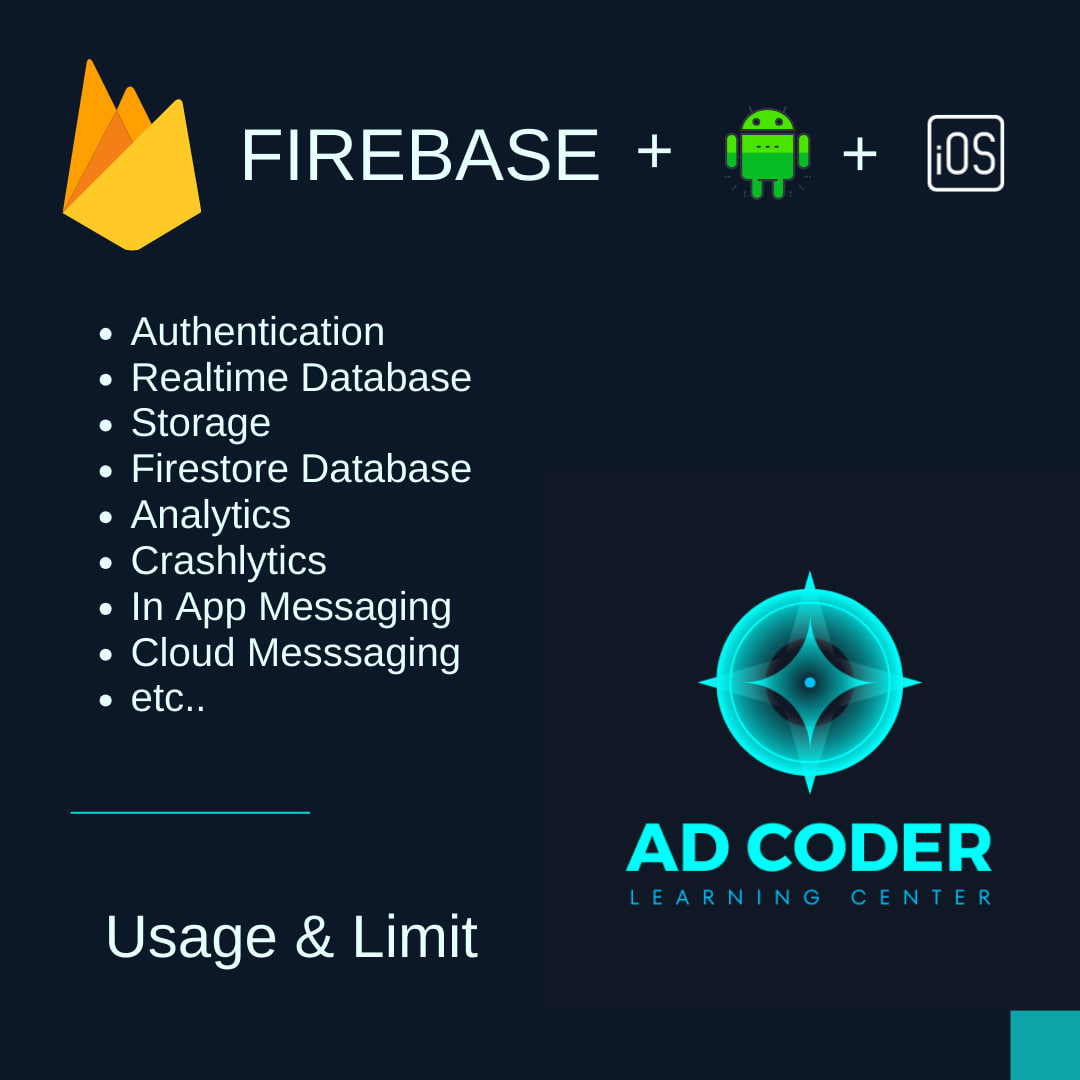 FIREBASE + + iOS
• Authentication
• Realtime Database
• Storage
• Firestore Database
• Analytics
• Crashlytics
• In App Messaging
• Cloud Messsaging
• etc..
AD CODER
LEARNING CENTER
Usage & Limit